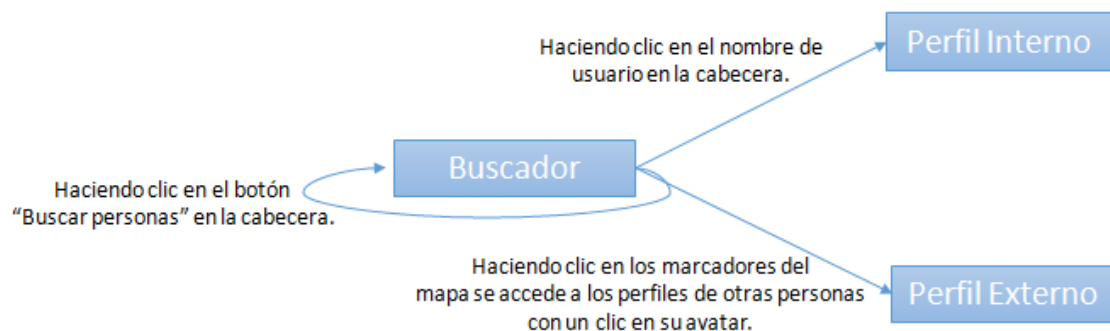 Perfil Interno
Haciendo clic en el nombre de
usuario en la cabecera.
Buscador
Haciendo clic en el botón
“Buscar personas” en la cabecera.
Haciendo clic en los marcadores del
mapa se accede a los perfiles de otras personas
con un clic en su avatar.
Perfil Externo